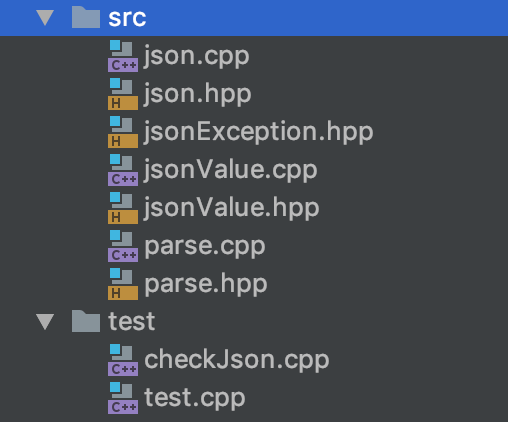 src
C++ json.cpp
H json.hpp
H jsonException.hpp
C++ jsonValue.cpp
H jsonValue.hpp
C++ parse.cpp
H parse.hpp
test
C++ checkJson.cpp
C++ test.cpp